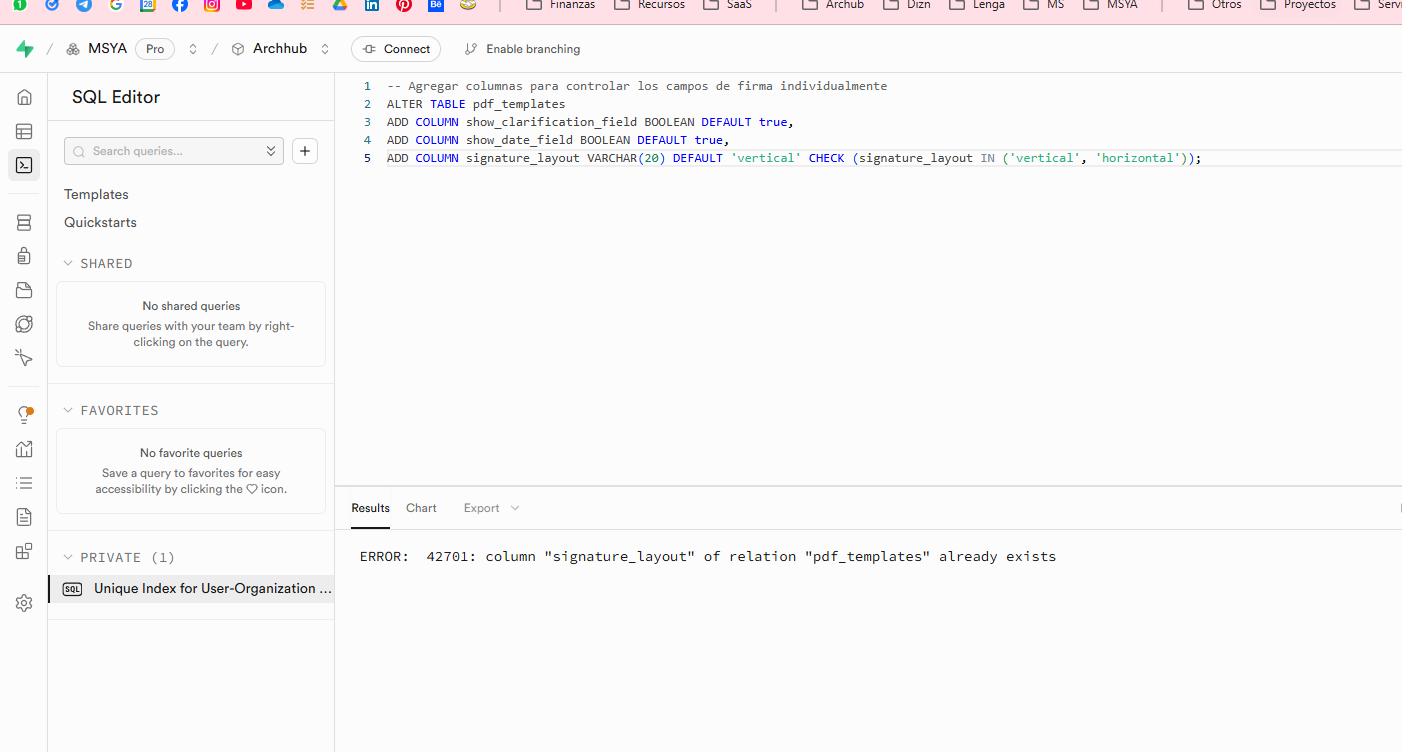 1
28
Bē
Finanzas
Recursos
SaaS
Archub
Dizn
Lenga
MS
MSYA
Otros
Proyectos
/ MSYA Pro / Archhub Connect Enable branching
SQL Editor
Search queries...
Templates
Quickstarts
SHARED
No shared queries
Share queries with your team by right-
clicking on the query.
FAVORITES
No favorite queries
Save a query to favorites for easy
accessibility by clicking the ♡ icon.
PRIVATE (1)
SQL Unique Index for User-Organization ...
1 -- Agregar columnas para controlar los campos de firma individualmente
2 ALTER TABLE pdf_templates
3 ADD COLUMN show_clarification_field BOOLEAN DEFAULT true,
4 ADD COLUMN show_date_field BOOLEAN DEFAULT true,
5 ADD COLUMN signature_layout VARCHAR(20) DEFAULT 'vertical' CHECK (signature_layout IN ('vertical', 'horizontal'));
Results Chart Export
ERROR:  42701: column "signature_layout" of relation "pdf_templates" already exists